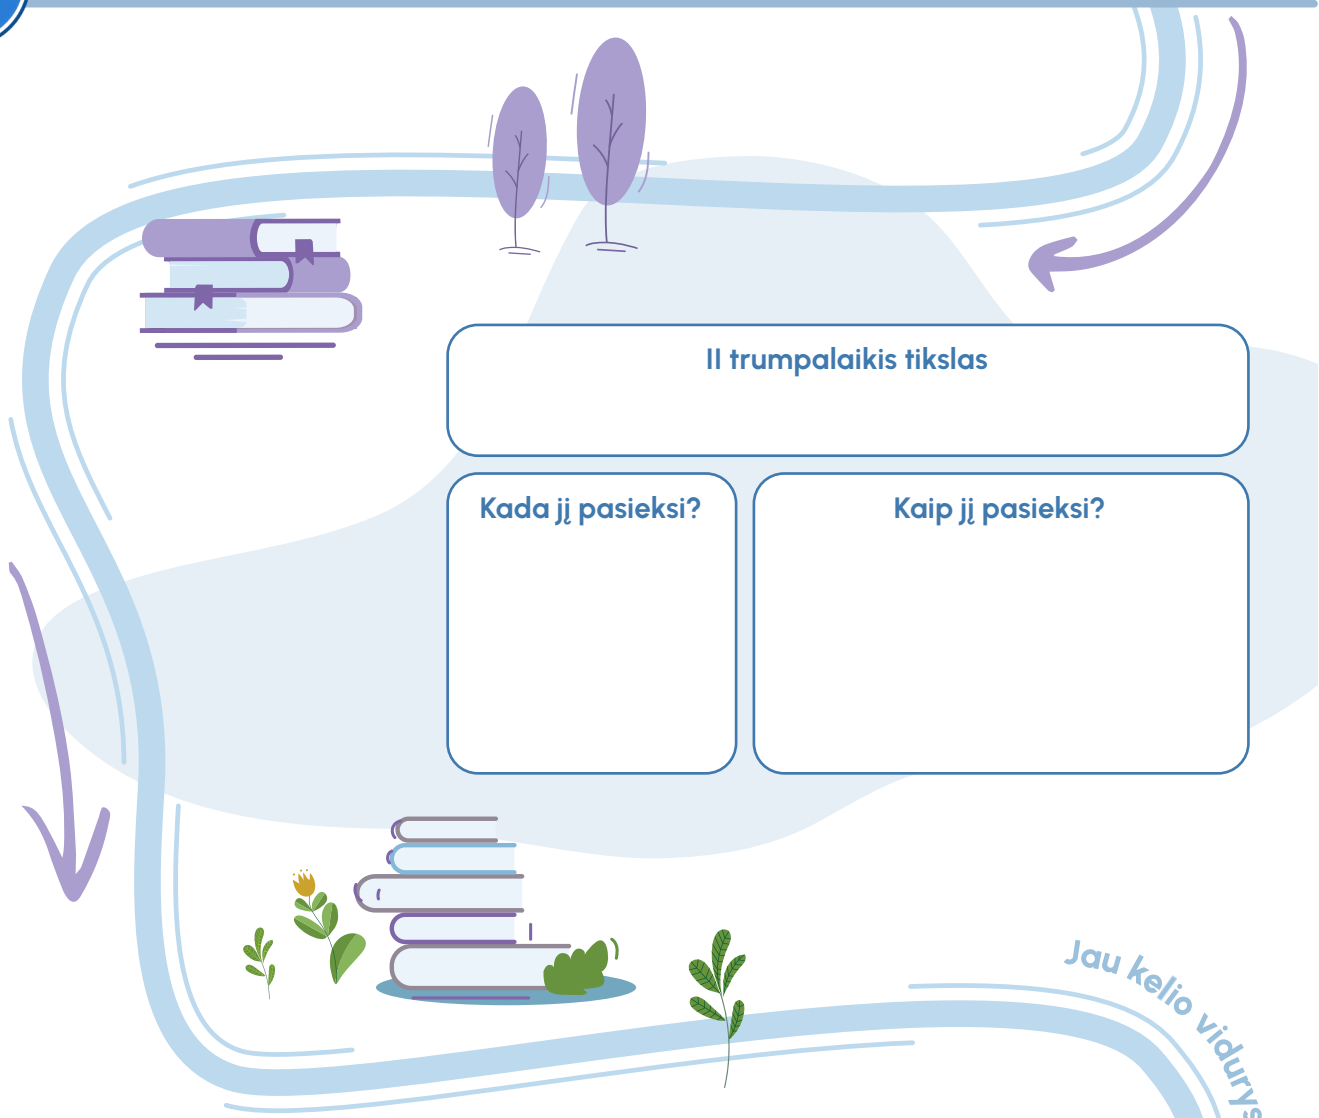 II trumpalaikis tikslas
Kada jį pasieksi?
Kaip jį pasieksi?
Jau kelio vidurys